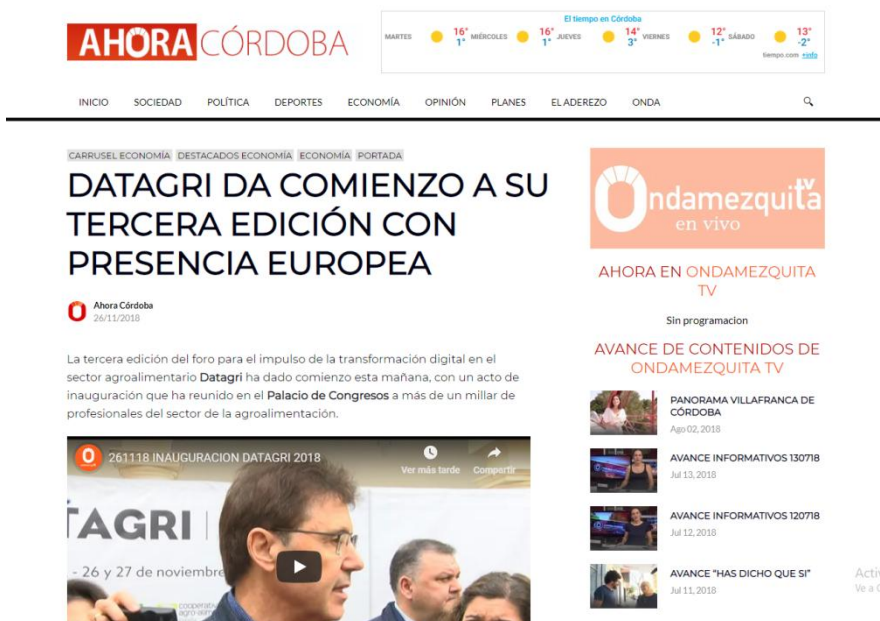 AHORA CÓRDOBA
El tiempo en Córdoba
MARTES 16° 1° MIÉRCOLES 16° 1° JUEVES 14° 3° VIERNES 12° -1° SÁBADO 13° -2°
tiempo.com +info
INICIO SOCIEDAD POLÍTICA DEPORTES ECONOMÍA OPINIÓN PLANES EL ADEREZO ONDA
CARRUSEL ECONOMÍA DESTACADOS ECONOMÍA ECONOMÍA PORTADA
DATAGRI DA COMIENZO A SU
TERCERA EDICIÓN CON
PRESENCIA EUROPEA
Ahora Córdoba
26/11/2018
La tercera edición del foro para el impulso de la transformación digital en el
sector agroalimentario Datagri ha dado comienzo esta mañana, con un acto de
inauguración que ha reunido en el Palacio de Congresos a más de un millar de
profesionales del sector de la agroalimentación.
261118 INAUGURACION DATAGRI 2018
Ver más tarde Compartir
TAGRI
- 26 y 27 de noviembre
cooperativ
agro-alimen
Ondamezquita tv
en vivo
AHORA EN ONDAMEZQUITA
TV
Sin programacion
AVANCE DE CONTENIDOS DE
ONDAMEZQUITA TV
PANORAMA VILLAFRANCA DE
CÓRDOBA
Ago 02, 2018
AVANCE INFORMATIVOS 130718
Jul 13, 2018
AVANCE INFORMATIVOS 120718
Jul 12, 2018
AVANCE "HAS DICHO QUE SI"
Jul 11, 2018
Activ
Ve a C